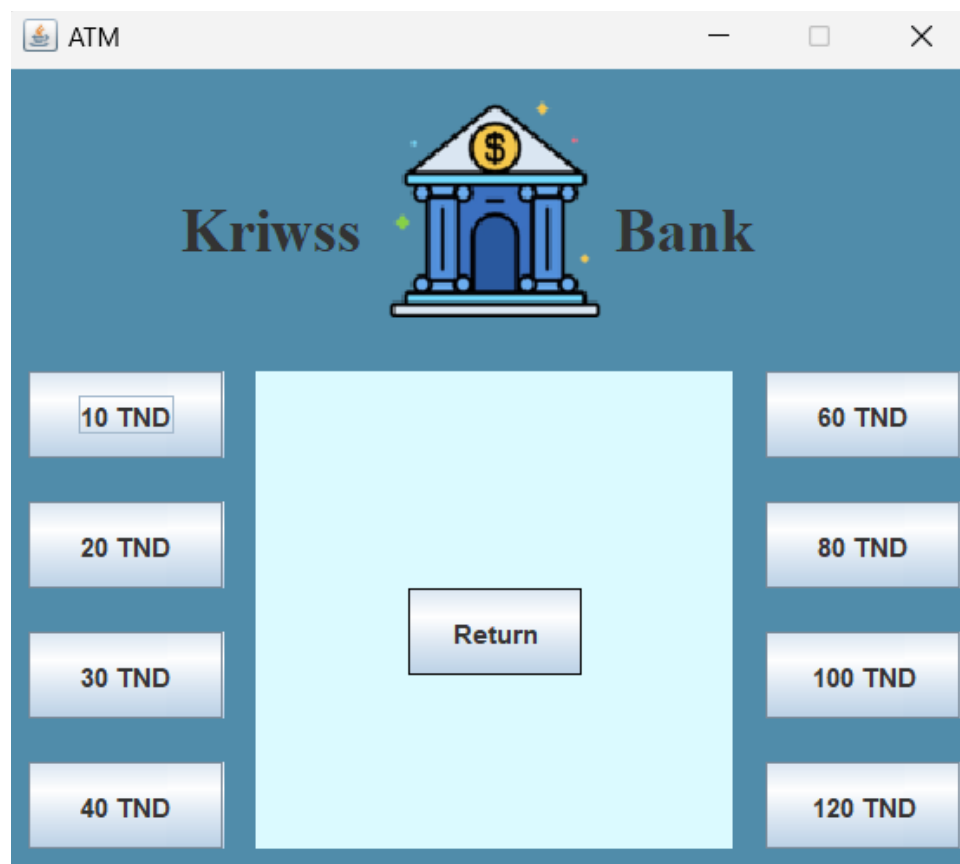 ATM
$
Kriwss Bank
10 TND
60 TND
20 TND
80 TND
Return
30 TND
100 TND
40 TND
120 TND